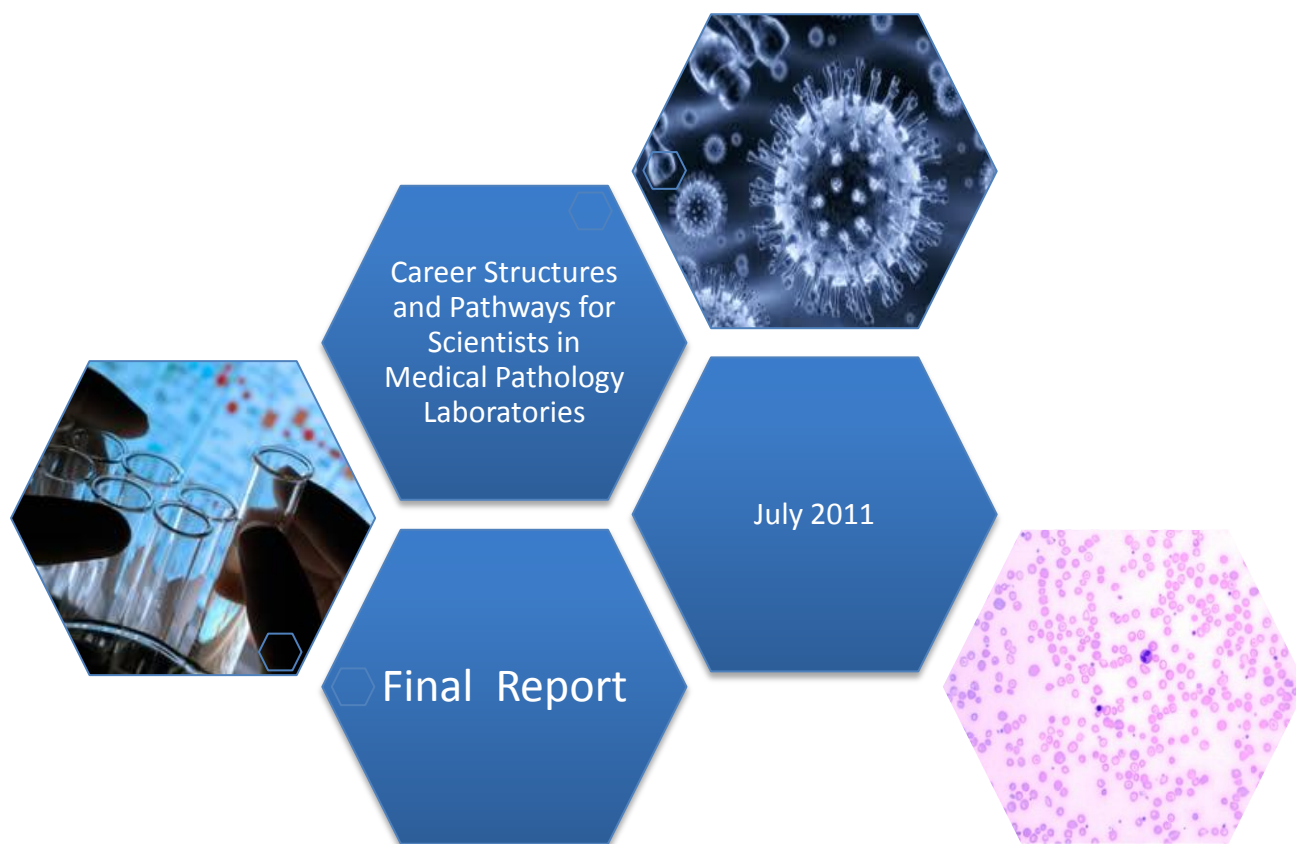 Career Structures
and Pathways for
Scientists in
Medical Pathology
Laboratories
July 2011
Final Report